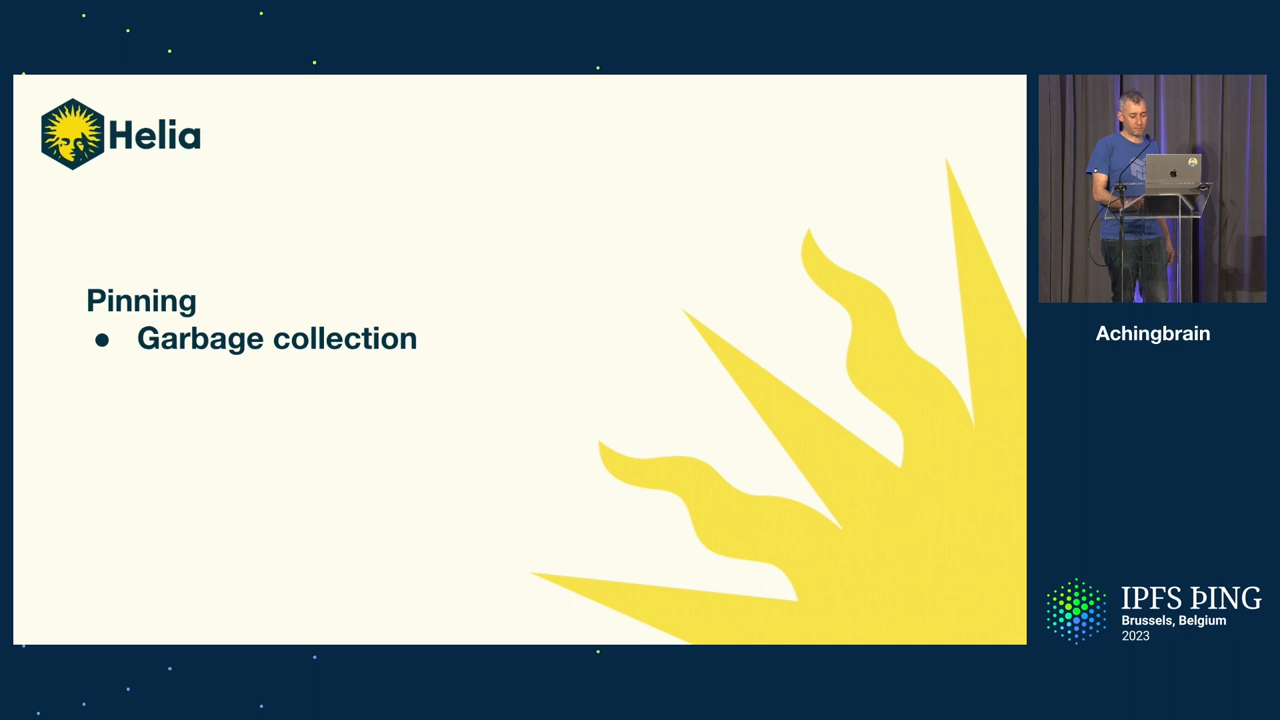 Helia
Pinning
● Garbage collection
Achingbrain
IPFS ÞING
Brussels, Belgium
2023